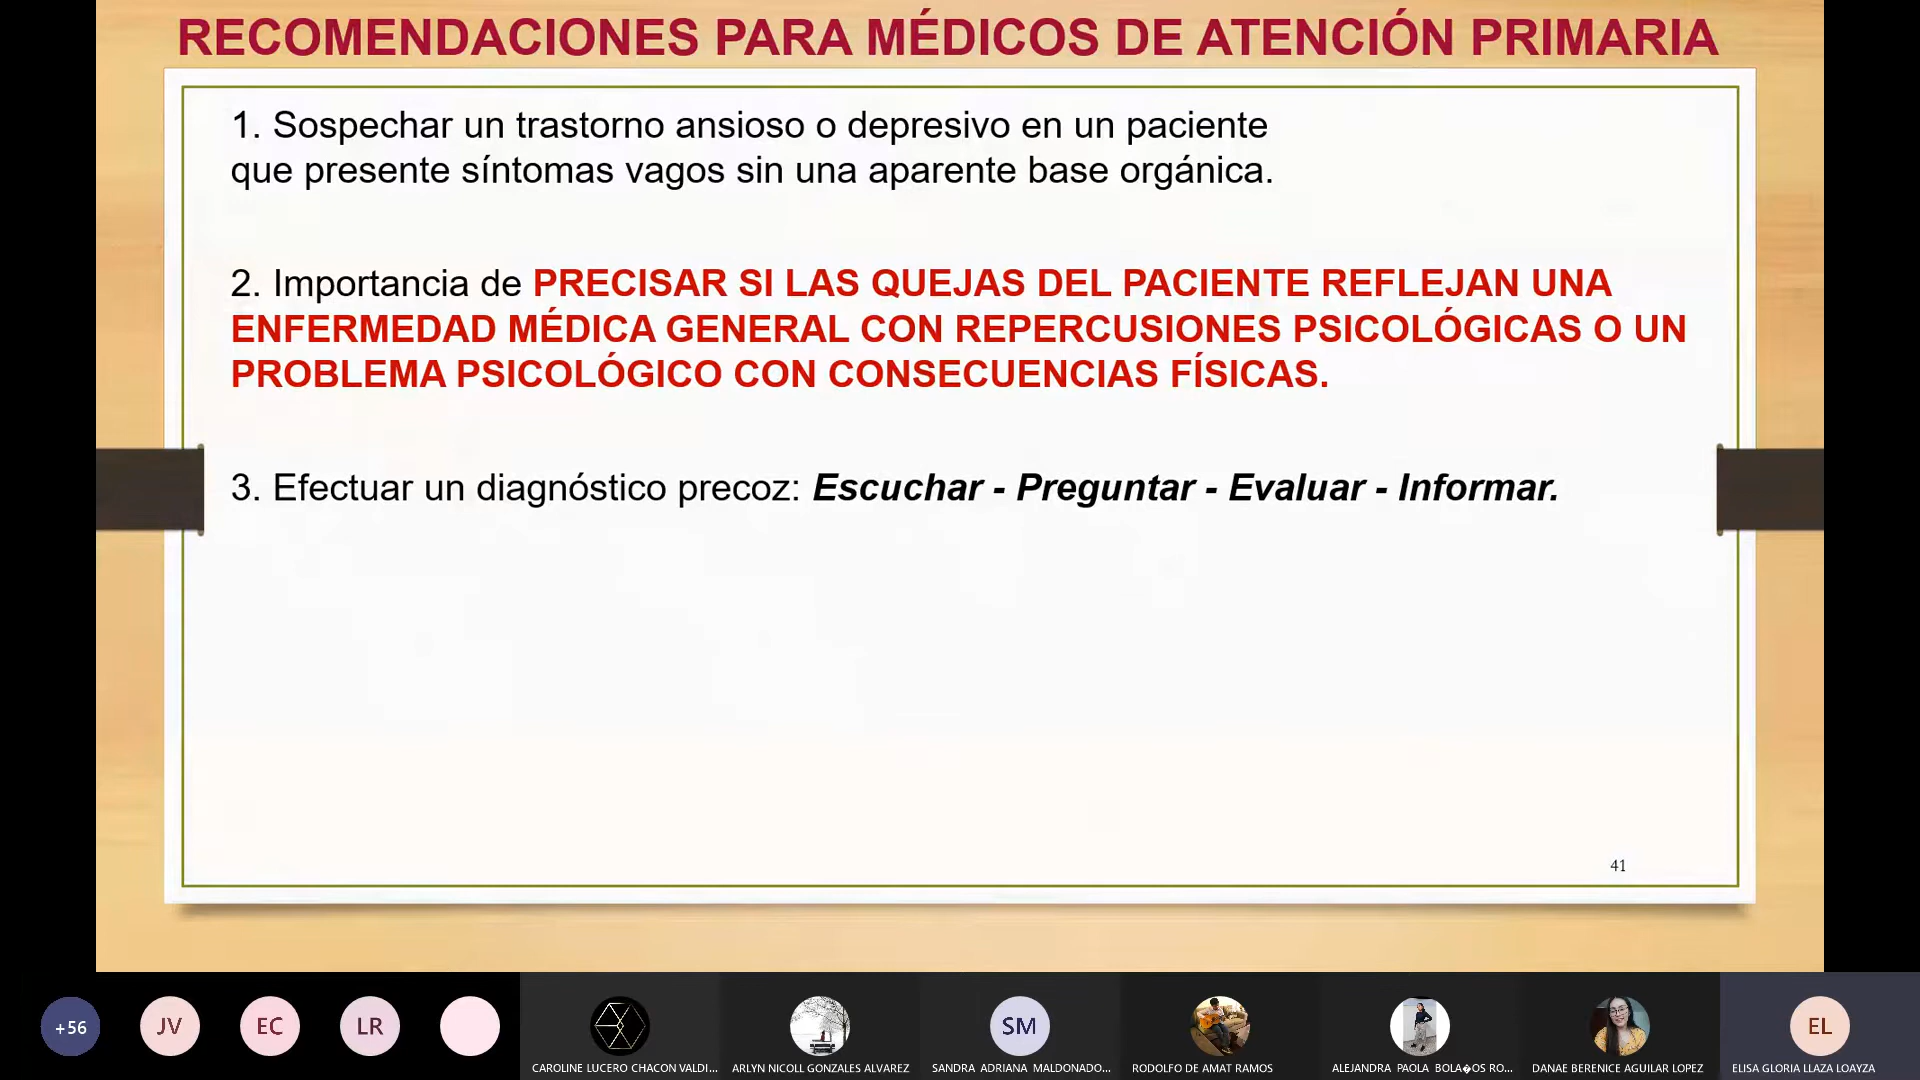 RECOMENDACIONES PARA MÉDICOS DE ATENCIÓN PRIMARIA
1. Sospechar un trastorno ansioso o depresivo en un paciente
que presente síntomas vagos sin una aparente base orgánica.
2. Importancia de PRECISAR SI LAS QUEJAS DEL PACIENTE REFLEJAN UNA
ENFERMEDAD MÉDICA GENERAL CON REPERCUSIONES PSICOLÓGICAS O UN
PROBLEMA PSICOLÓGICO CON CONSECUENCIAS FÍSICAS.
3. Efectuar un diagnóstico precoz: Escuchar - Preguntar - Evaluar - Informar.
41
+56
JV
EC
LR
SM
EL
CAROLINE LUCERO CHACON VALDI...
ARLYN NICOLL GONZALES ALVAREZ
SANDRA ADRIANA MALDONADO...
RODOLFO DE AMAT RAMOS
ALEJANDRA PAOLA BOLA�OS RO...
DANAE BERENICE AGUILAR LOPEZ
ELISA GLORIA LLAZA LOAYZA